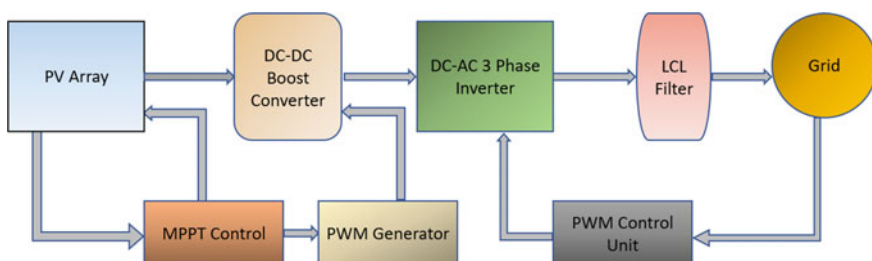 PV Array
DC-DC
Boost
Converter
DC-AC 3 Phase
Inverter
LCL
Filter
Grid
MPPT Control
PWM Generator
PWM Control
Unit